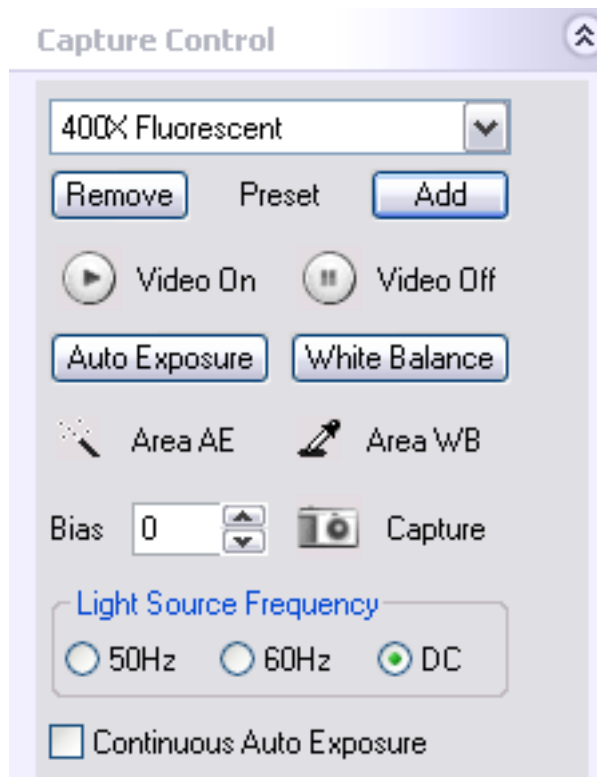 Capture Control
400X Fluorescent
Remove Preset Add
Video On Video Off
Auto Exposure White Balance
Area AE Area WB
Bias 0 Capture
Light Source Frequency
50Hz 60Hz DC
Continuous Auto Exposure